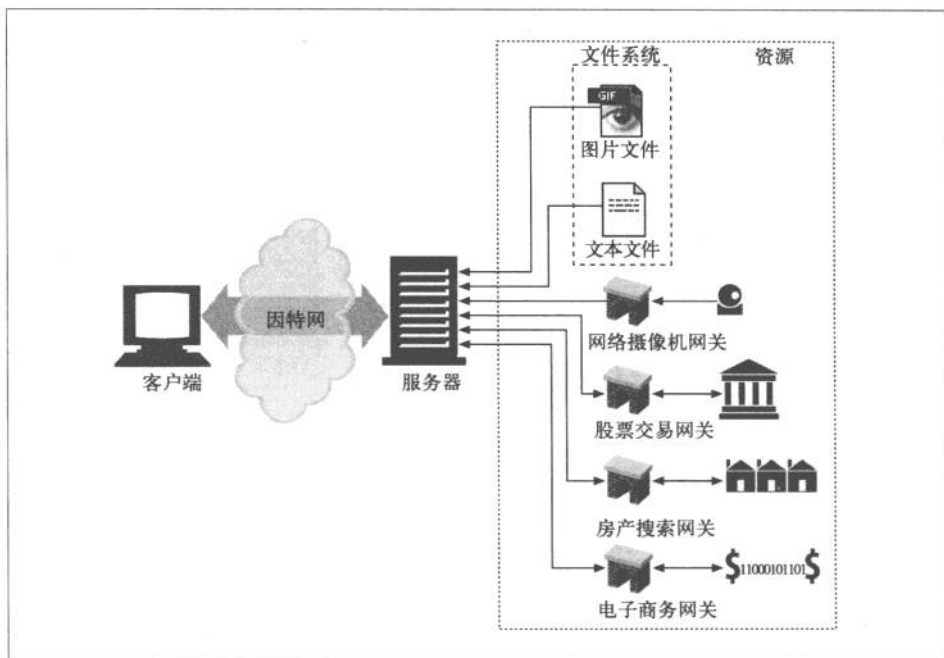 文件系统
资源
GIF
图片文件
文本文件
因特网
客户端
服务器
网络摄像机网关
股票交易网关
房产搜索网关
$11000101101$
电子商务网关